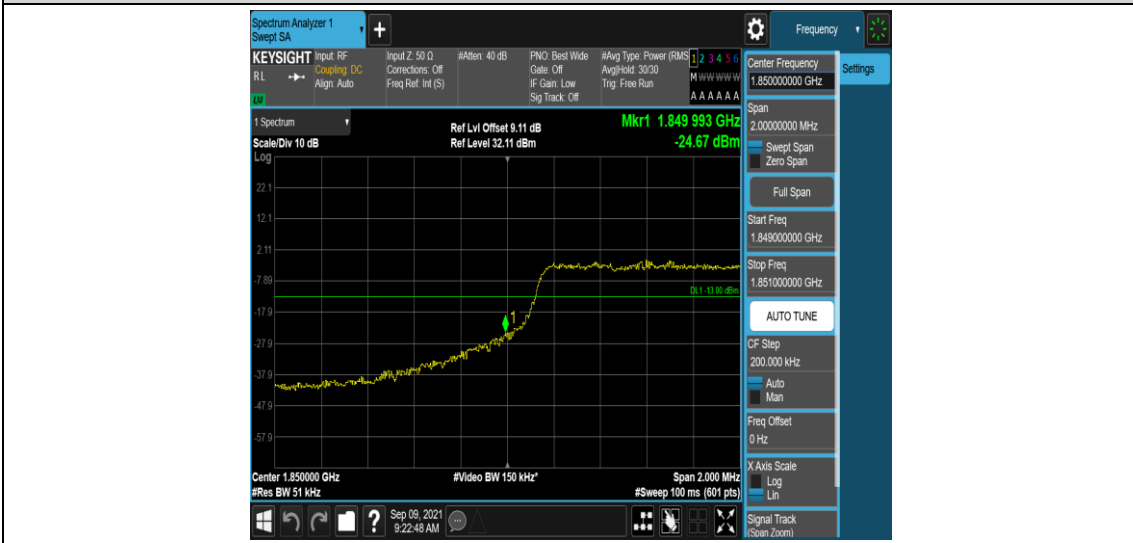 Spectrum Analyzer 1
Swept SA
+
Frequency
KEYSIGHT
RL
LXI
Input: RF
Coupling: DC
Align: Auto
Input Z: 50 Ω
Corrections: Off
Freq Ref: Int (S)
#Atten: 40 dB
PNO: Best Wide
Gate: Off
IF Gain: Low
Sig Track: Off
#Avg Type: Power (RMS
Avg|Hold: 30/30
Trig: Free Run
1 2 3 4 5 6
M W W W W W
A A A A A A
1 Spectrum
Scale/Div 10 dB
Log
Ref Lvl Offset 9.11 dB
Ref Level 32.11 dBm
Mkr1 1.849 993 GHz
-24.67 dBm
22.1
12.1
2.11
-7.89
-17.9
-27.9
-37.9
-47.9
-57.9
DL1 -13.00 dBm
1
Center 1.850000 GHz
#Res BW 51 kHz
#Video BW 150 kHz*
Span 2.000 MHz
#Sweep 100 ms (601 pts)
Center Frequency
1.850000000 GHz
Settings
Span
2.00000000 MHz
Swept Span
Zero Span
Full Span
Start Freq
1.849000000 GHz
Stop Freq
1.851000000 GHz
AUTO TUNE
CF Step
200.000 kHz
Auto
Man
Freq Offset
0 Hz
X Axis Scale
Log
Lin
Signal Track
(Span Zoom)
?
Sep 09, 2021
9:22:48 AM